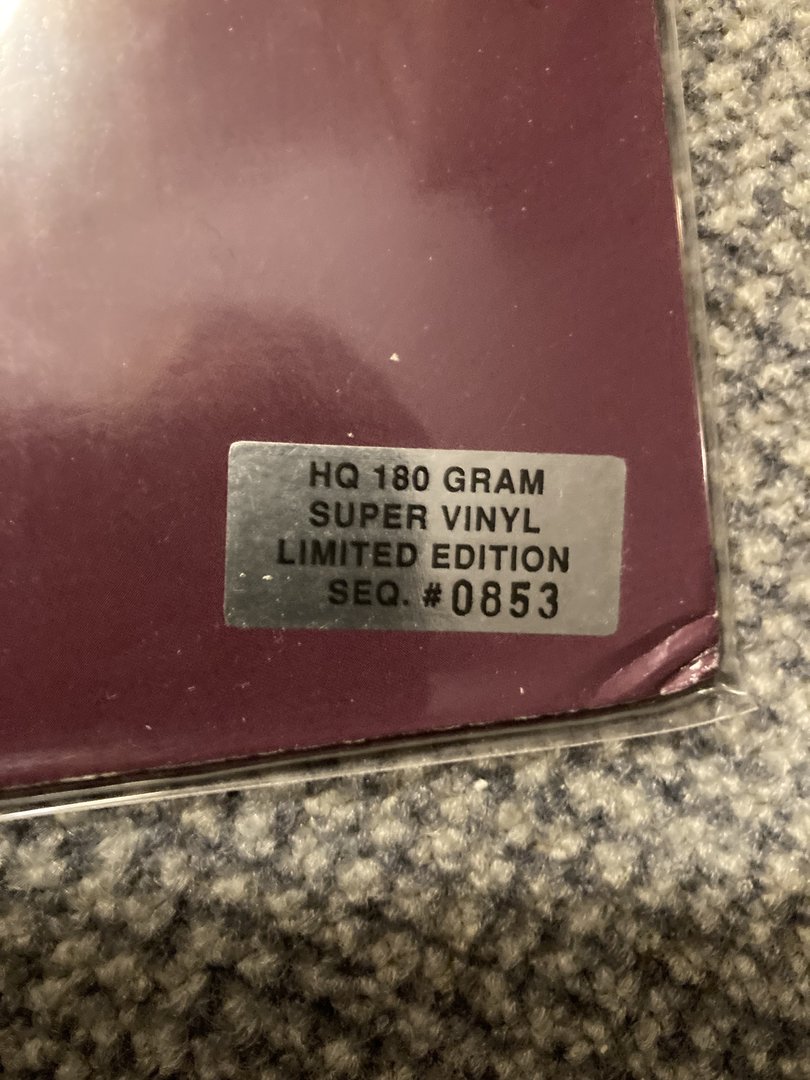 HQ 180 GRAM
SUPER VINYL
LIMITED EDITION
SEQ. #0853